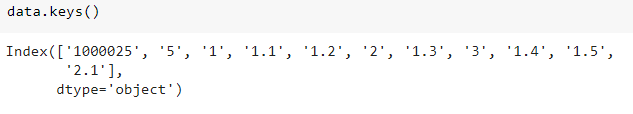 data.keys()
Index(['1000025', '5', '1', '1.1', '1.2', '2', '1.3', '3', '1.4', '1.5',
'2.1'],
dtype='object')